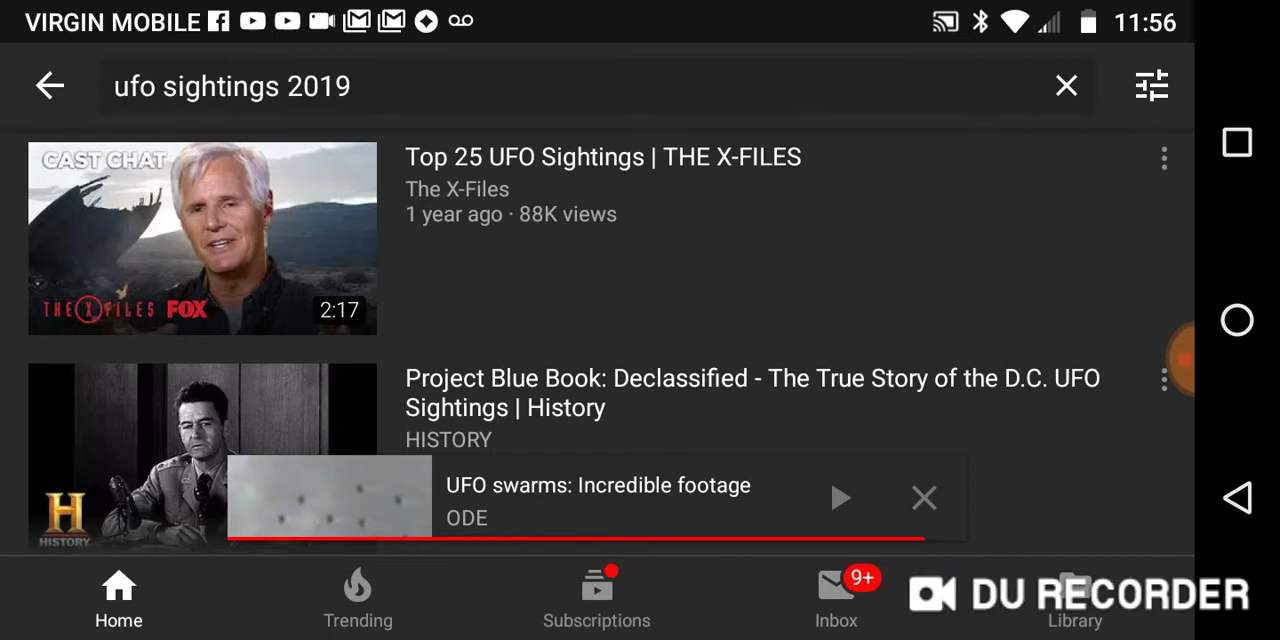 VIRGIN MOBILE
11:56
ufo sightings 2019
CAST CHAT
THE X FILES FOX
2:17
Top 25 UFO Sightings | THE X-FILES
The X-Files
1 year ago · 88K views
Project Blue Book: Declassified - The True Story of the D.C. UFO
Sightings | History
HISTORY
H
HISTORY
UFO swarms: Incredible footage
ODE
9+
DU RECORDER
Home
Trending
Subscriptions
Inbox
Library